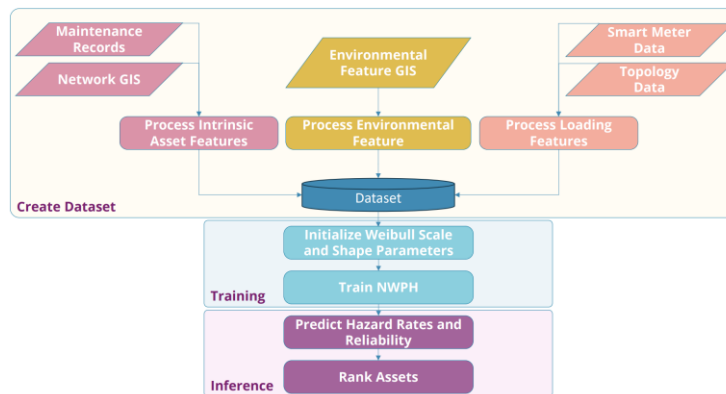 Maintenance
Records
Network GIS
Environmental
Feature GIS
Smart Meter
Data
Topology
Data
Process Intrinsic
Asset Features
Process Environmental
Feature
Process Loading
Features
Dataset
Create Dataset
Initialize Weibull Scale
and Shape Parameters
Train NWPH
Training
Predict Hazard Rates and
Reliability
Rank Assets
Inference